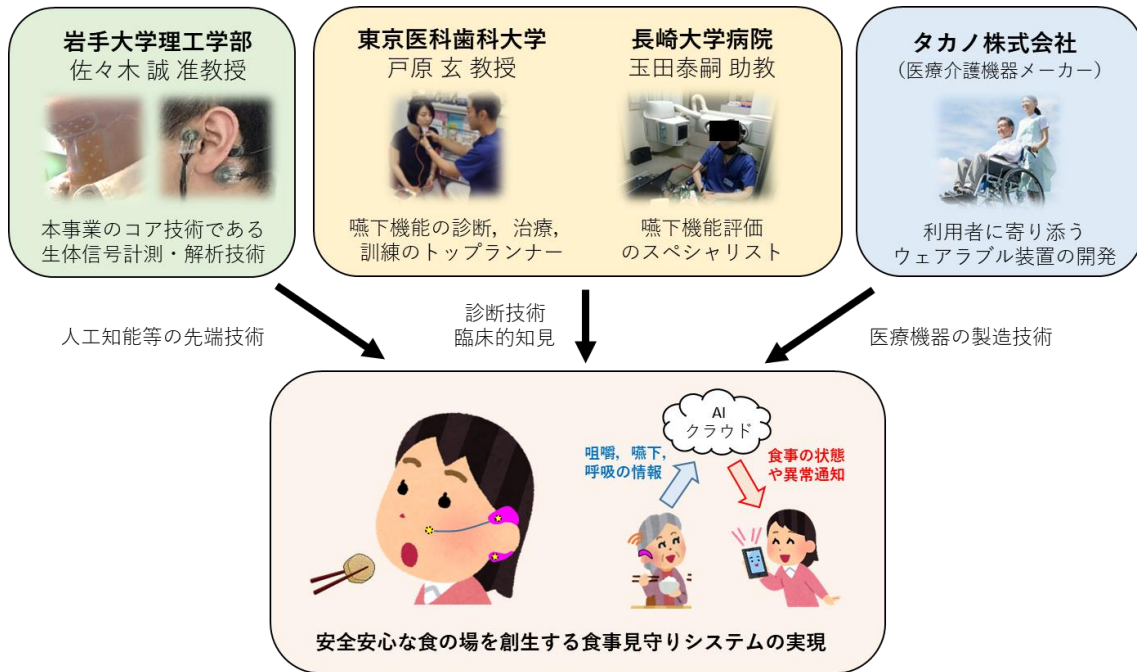 岩手大学理工学部
佐々木 誠 准教授
本事業のコア技術である
生体信号計測・解析技術
東京医科歯科大学
戸原 玄 教授
嚥下機能の診断，治療，
訓練のトップランナー
長崎大学病院
玉田泰嗣 助教
嚥下機能評価
のスペシャリスト
タカノ株式会社
（医療介護機器メーカー）
利用者に寄り添う
ウェアラブル装置の開発
人工知能等の先端技術
診断技術
臨床的知見
医療機器の製造技術
AI
クラウド
咀嚼，嚥下，
呼吸の情報
食事の状態
や異常通知
安全安心な食の場を創生する食事見守りシステムの実現